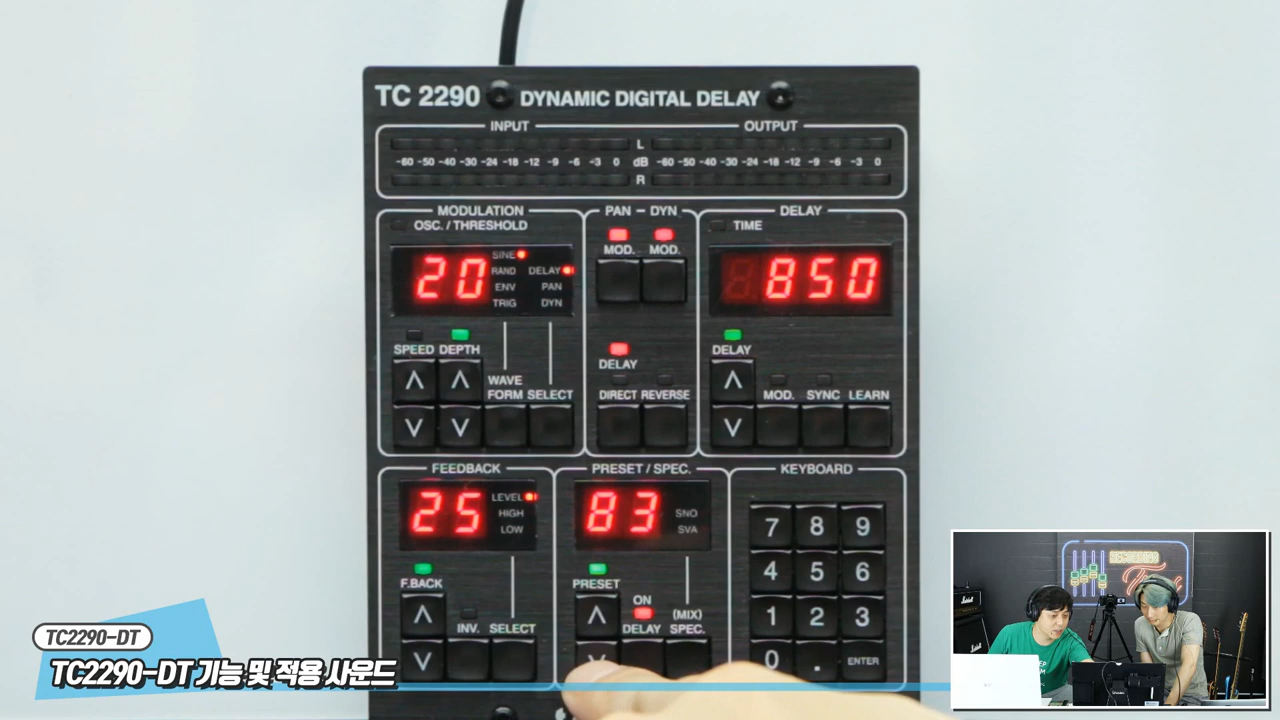 TC 2290 DYNAMIC DIGITAL DELAY
INPUT OUTPUT
L
-60 -50 -40 -30 -24 -18 -12 -9 -6 -3 0 dB -60 -50 -40 -30 -24 -18 -12 -9 -6 -3 0
R
MODULATION PAN - DYN DELAY
OSC. / THRESHOLD TIME
MOD. MOD.
20 850
SINE
RAND DELAY
ENV PAN
TRIG DYN
SPEED DEPTH DELAY DELAY
WAVE FORM SELECT
DIRECT REVERSE
MOD. SYNC LEARN
FEEDBACK PRESET / SPEC. KEYBOARD
25 83
LEVEL
HIGH SNO
LOW SVA
7 8 9
4 5 6
1 2 3
0 . ENTER
F.BACK PRESET
ON (MIX)
INV. SELECT DELAY SPEC.
TC2290-DT
TC2290-DT 기능 및 적용 사운드